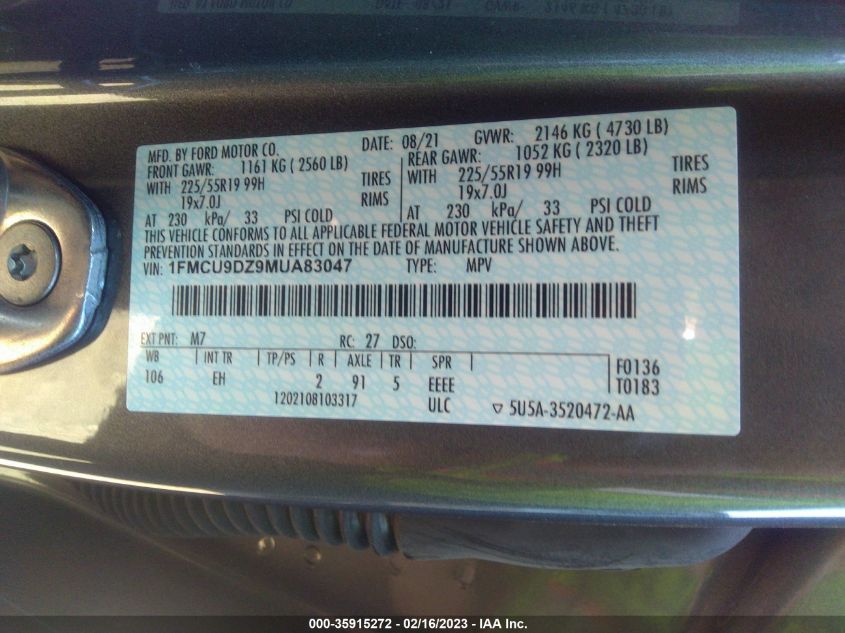 MFD. BY FORD MOTOR CO.
DATE: 08/21 GVWR: 2146 KG ( 4730 LB)
FRONT GAWR: 1161 KG ( 2560 LB)
REAR GAWR: 1052 KG ( 2320 LB)
WITH 225/55R19 99H TIRES
WITH 225/55R19 99H TIRES
19x7.0J RIMS
19x7.0J RIMS
AT 230 kPa/ 33 PSI COLD
AT 230 kPa/ 33 PSI COLD
THIS VEHICLE CONFORMS TO ALL APPLICABLE FEDERAL MOTOR VEHICLE SAFETY AND THEFT
PREVENTION STANDARDS IN EFFECT ON THE DATE OF MANUFACTURE SHOWN ABOVE.
VIN: 1FMCU9DZ9MUA83047 TYPE: MPV
EXT PNT: M7 RC: 27 DSO:
WB INT TR TP/PS R AXLE TR SPR F0136
106 EH 2 91 5 EEEE T0183
1202108103317 ULC ▽ 5U5A-3520472-AA
000-35915272 - 02/16/2023 - IAA Inc.